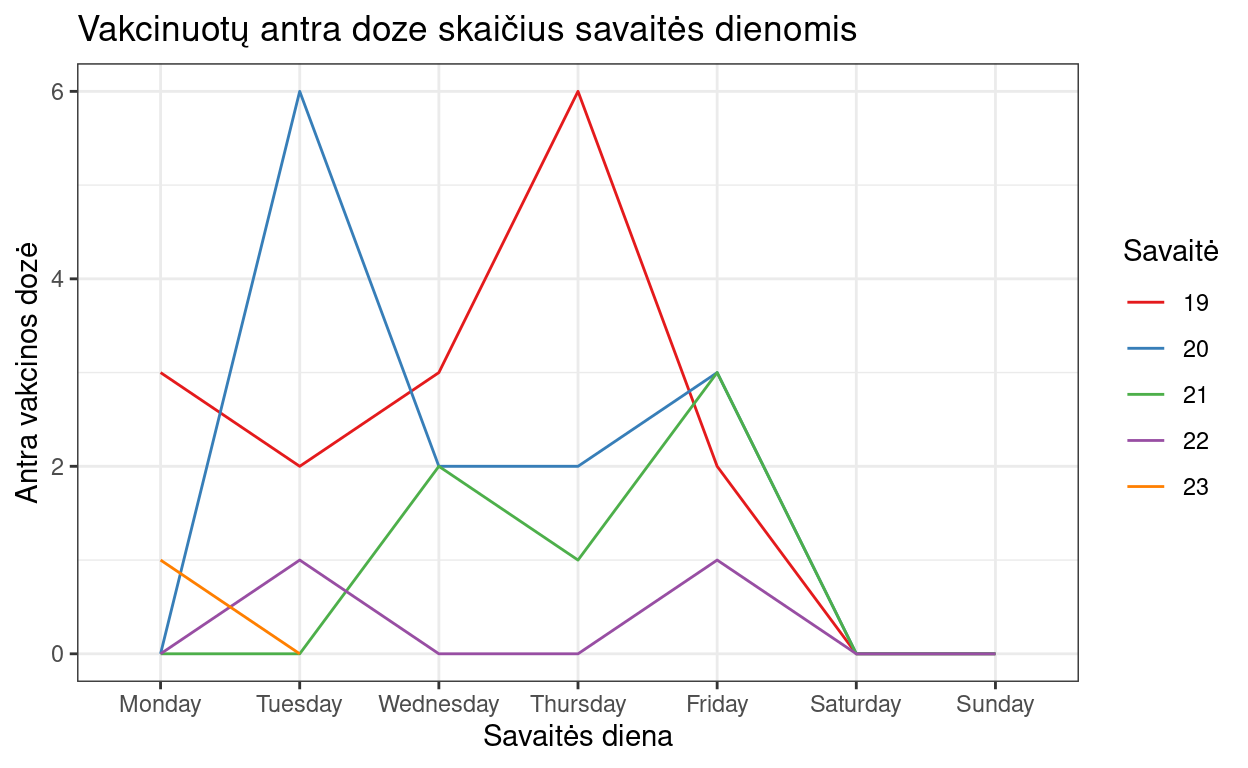 Vakcinuotų antra doze skaičius savaitės dienomis
Antra vakcinos dozė
6
4
2
0
Monday Tuesday Wednesday Thursday Friday Saturday Sunday
Savaitės diena
Savaitė
19
20
21
22
23